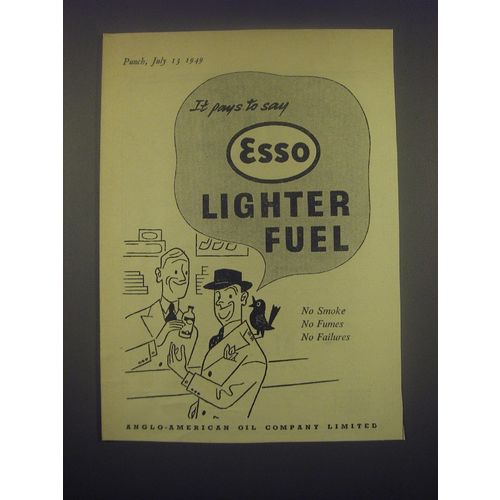 Punch, July 13 1949
It pays to say
Esso
LIGHTER
FUEL
No Smoke
No Fumes
No Failures
ANGLO-AMERICAN OIL COMPANY LIMITED